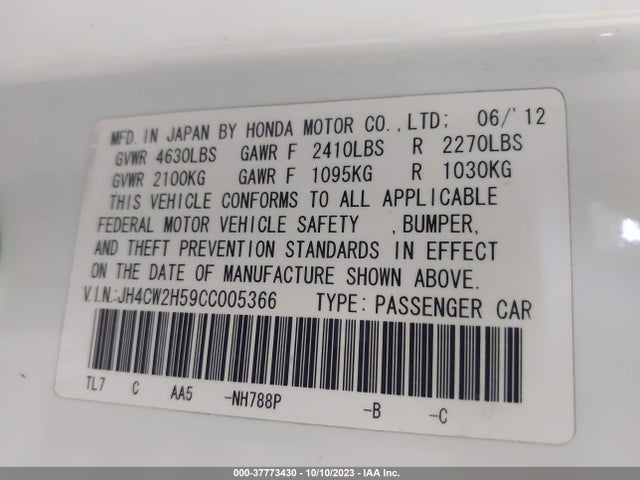 MFD. IN JAPAN BY HONDA MOTOR CO.,LTD; 06/'12
GVWR 4630LBS GAWR F 2410LBS R 2270LBS
GVWR 2100KG GAWR F 1095KG R 1030KG
THIS VEHICLE CONFORMS TO ALL APPLICABLE
FEDERAL MOTOR VEHICLE SAFETY ,BUMPER,
AND THEFT PREVENTION STANDARDS IN EFFECT
ON THE DATE OF MANUFACTURE SHOWN ABOVE.
V.I.N.:JH4CW2H59CC005366 TYPE: PASSENGER CAR
TL7 C AA5 -NH788P -B -C
000-37773430 - 10/10/2023 - IAA Inc.